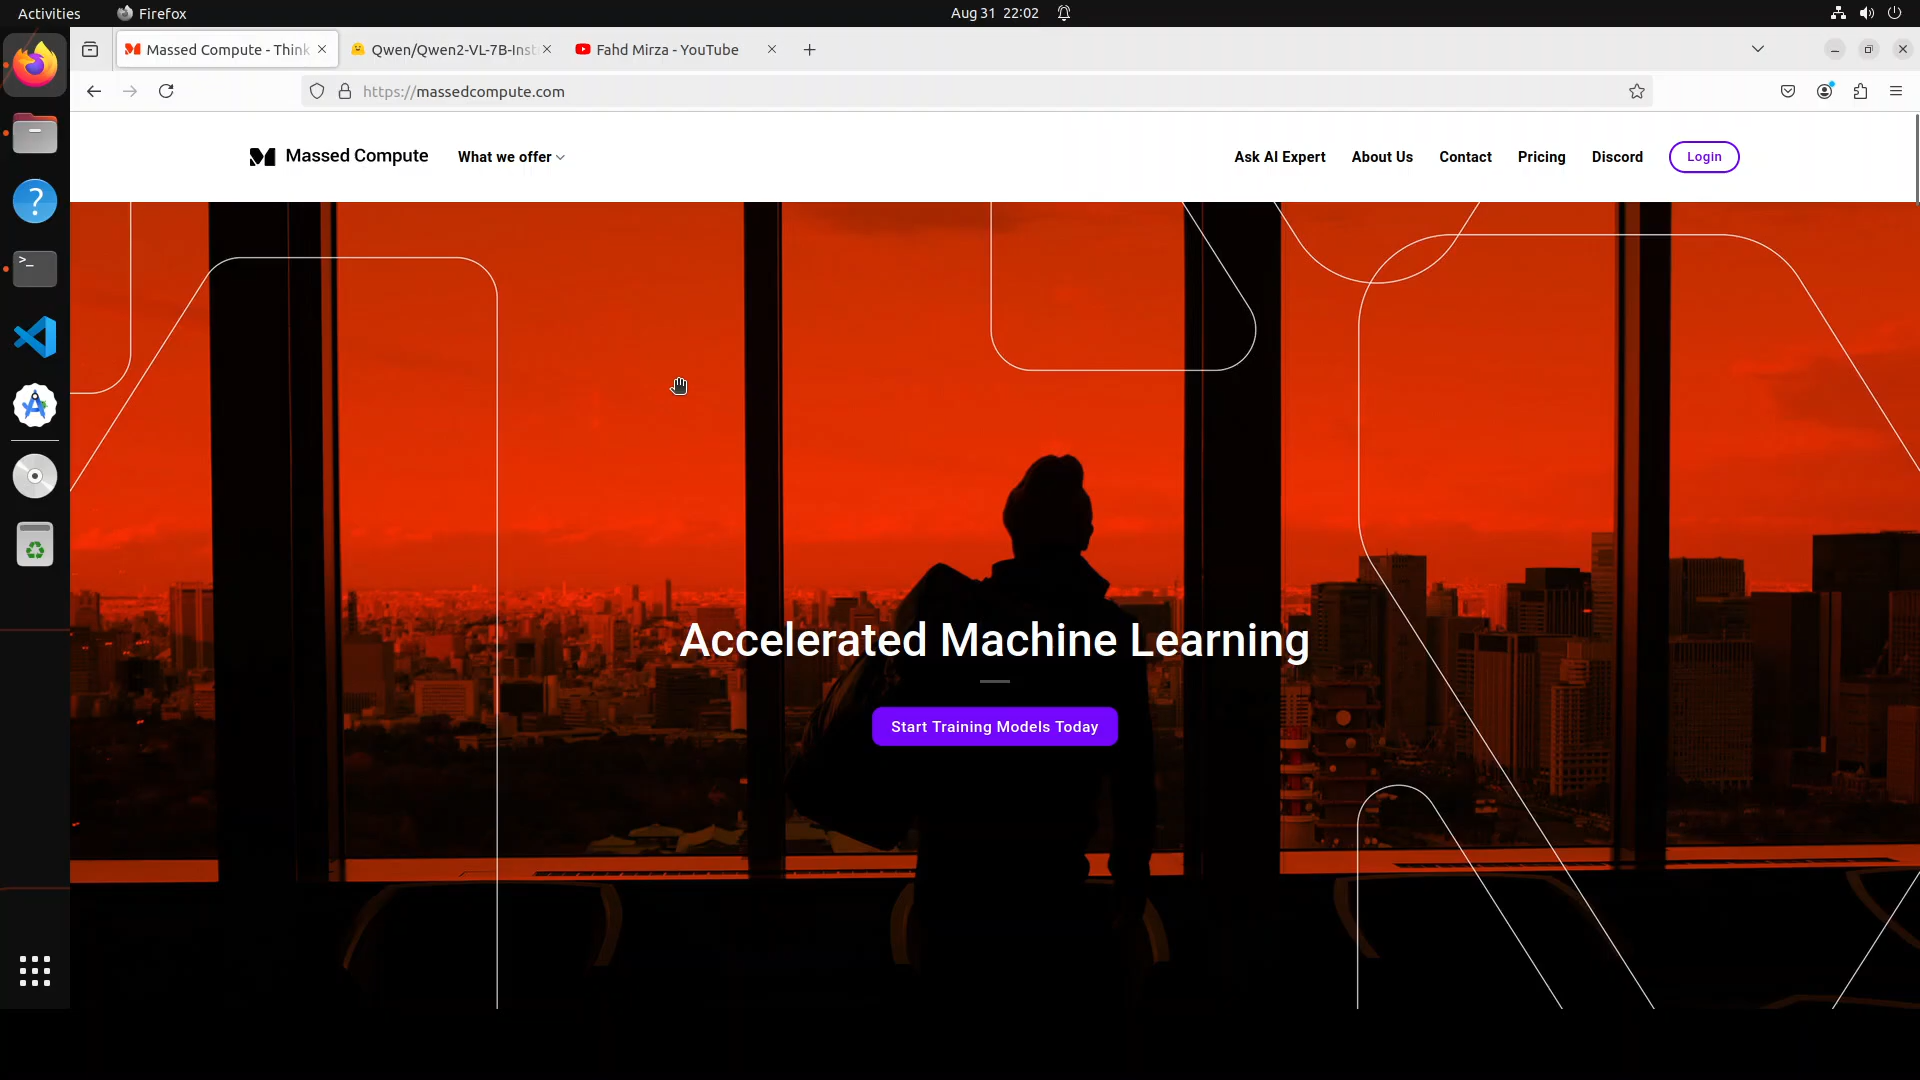 Activities
Firefox
Aug 31 22:02
Massed Compute - Think
Qwen/Qwen2-VL-7B-Inst
Fahd Mirza - YouTube
https://massedcompute.com
Massed Compute
What we offer
Ask AI Expert
About Us
Contact
Pricing
Discord
Login
Accelerated Machine Learning
Start Training Models Today